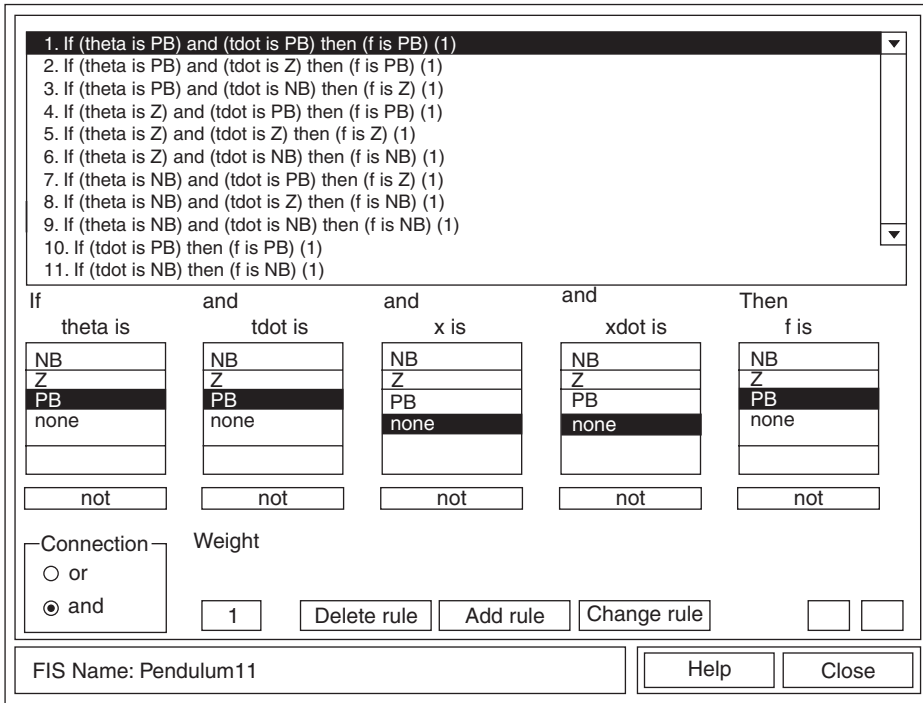 1. If (theta is PB) and (tdot is PB) then (f is PB) (1)
2. If (theta is PB) and (tdot is Z) then (f is PB) (1)
3. If (theta is PB) and (tdot is NB) then (f is Z) (1)
4. If (theta is Z) and (tdot is PB) then (f is PB) (1)
5. If (theta is Z) and (tdot is Z) then (f is Z) (1)
6. If (theta is Z) and (tdot is NB) then (f is NB) (1)
7. If (theta is NB) and (tdot is PB) then (f is Z) (1)
8. If (theta is NB) and (tdot is Z) then (f is NB) (1)
9. If (theta is NB) and (tdot is NB) then (f is NB) (1)
10. If (tdot is PB) then (f is PB) (1)
11. If (tdot is NB) then (f is NB) (1)
If and and and Then
theta is tdot is x is xdot is f is
NB NB NB NB NB
Z Z Z Z Z
PB PB PB PB PB
none none none none none
not not not not not
Connection Weight
or
and 1 Delete rule Add rule Change rule
FIS Name: Pendulum11 Help Close